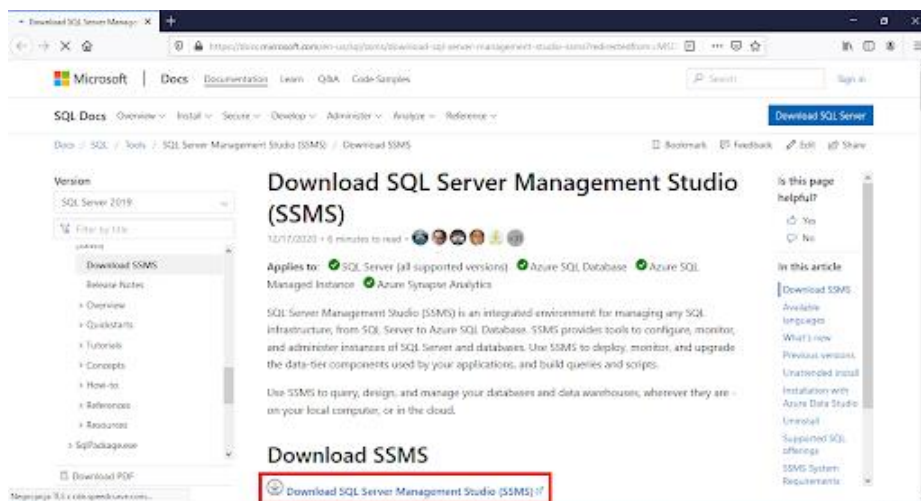 Download SQL Server Manage
Microsoft Docs Documentation Learn Q&A Code Samples Search Sign in
SQL Docs Overview Install Secure Develop Administer Analyze Reference Download SQL Server
Docs / SQL / Tools / SQL Server Management Studio (SSMS) / Download SSMS Bookmark Feedback Edit Share
Version
SQL Server 2019
Filter by title
Download SSMS
Release Notes
Overview
Quickstarts
Tutorials
Concepts
How-to
References
Resources
SqlPackage.exe
Download PDF
Download SQL Server Management Studio
(SSMS)
12/17/2020 • 6 minutes to read •
Applies to: SQL Server (all supported versions) Azure SQL Database Azure SQL
Managed Instance Azure Synapse Analytics
SQL Server Management Studio (SSMS) is an integrated environment for managing any SQL
infrastructure, from SQL Server to Azure SQL Database. SSMS provides tools to configure, monitor,
and administer instances of SQL Server and databases. Use SSMS to deploy, monitor, and upgrade
the data-tier components used by your applications, and build queries and scripts.
Use SSMS to query, design, and manage your databases and data warehouses, wherever they are -
on your local computer, or in the cloud.
Download SSMS
Download SQL Server Management Studio (SSMS)
Is this page
helpful?
Yes
No
In this article
Download SSMS
Available
languages
What's new
Previous versions
Unattended install
Installation with
Azure Data Studio
Uninstall
Supported SQL
offerings
SSMS System
Requirements